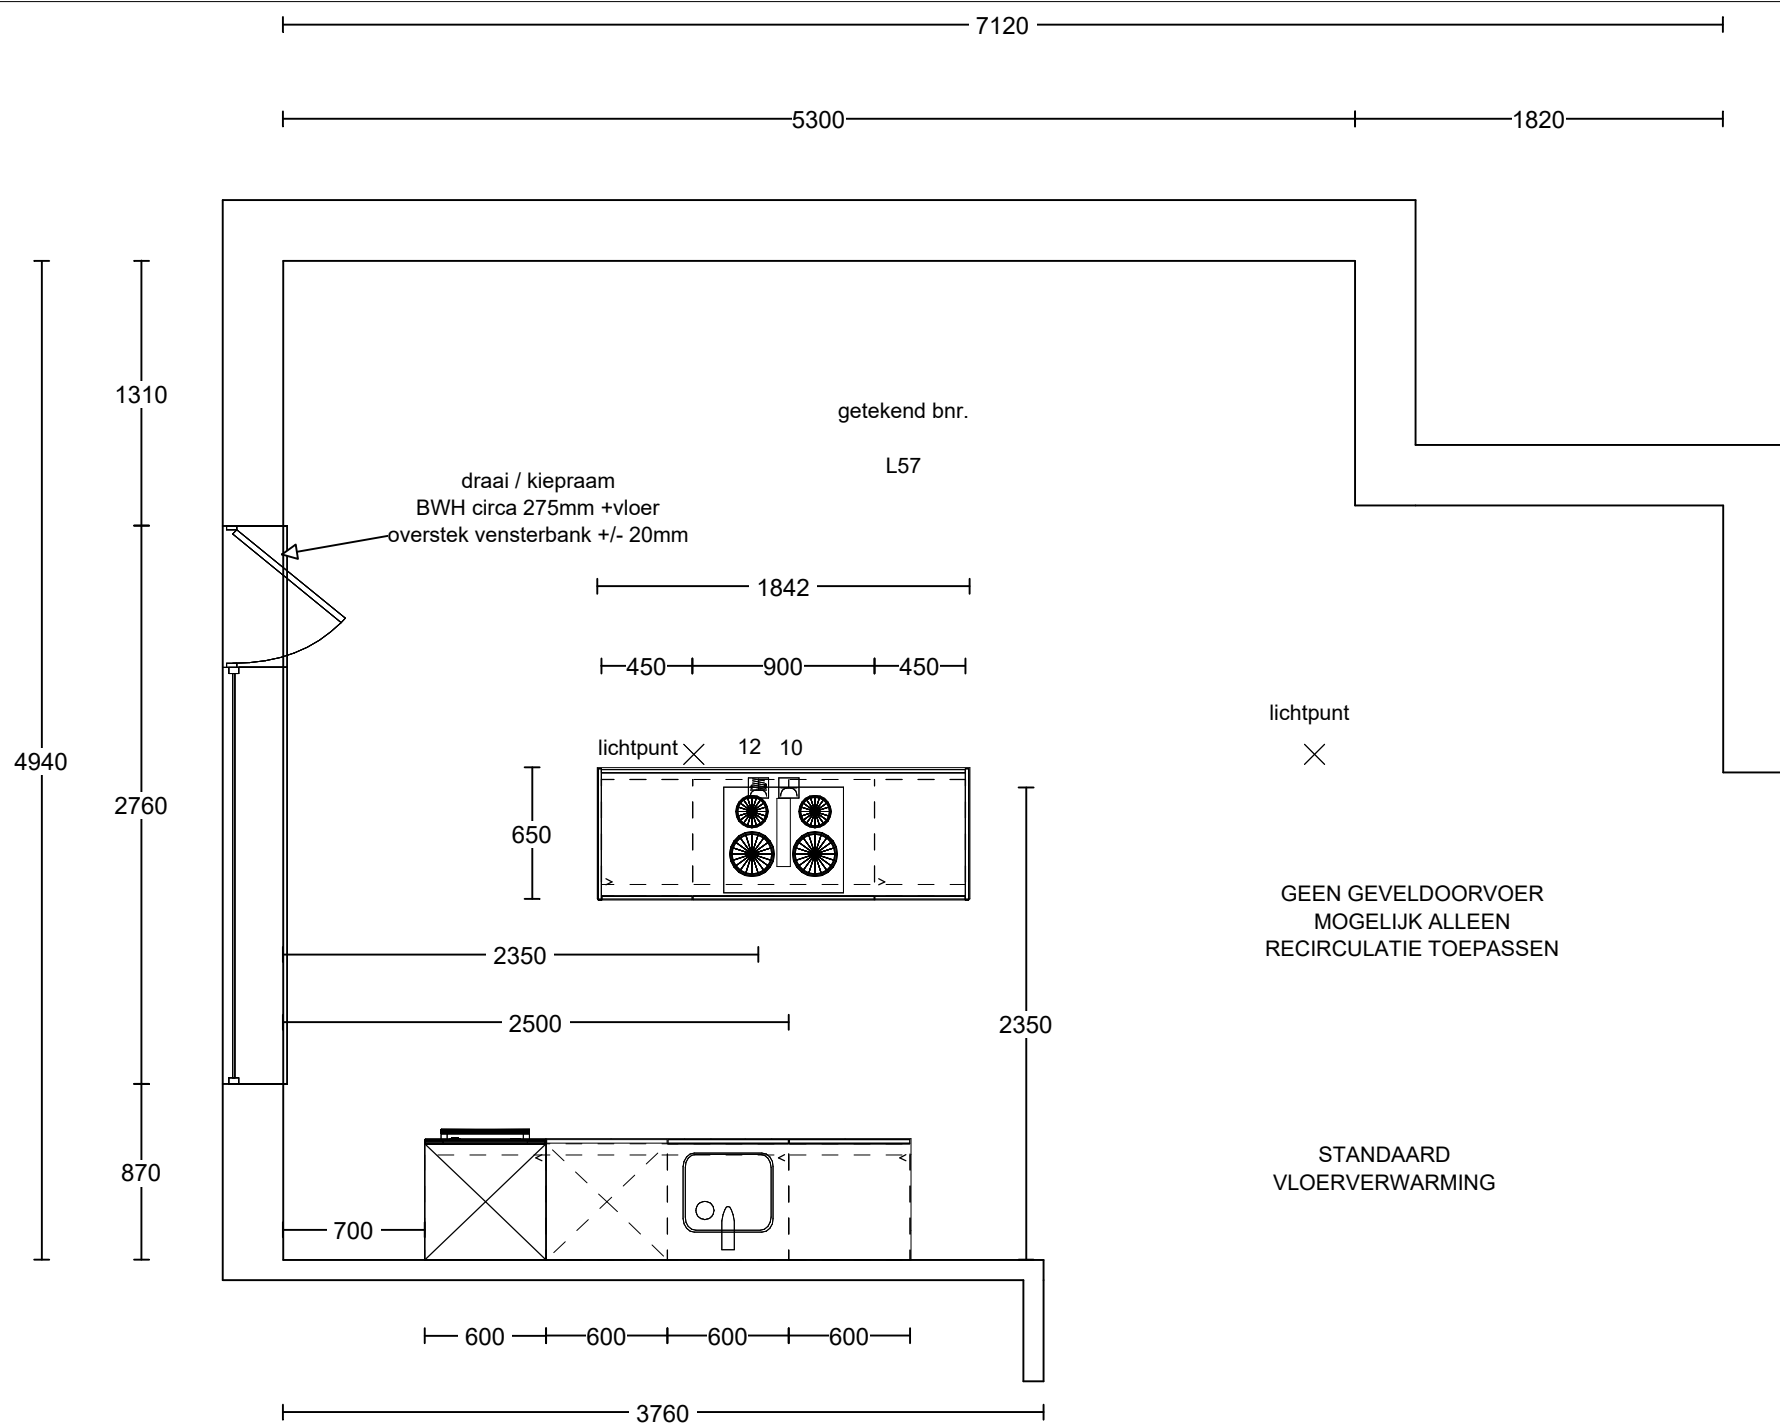 7120
5300
1820
1310
getekend bnr.
L57
draai / kiepraam
BWH circa 275mm +vloer
overstek vensterbank +/- 20mm
1842
450
900
450
lichtpunt
lichtpunt
12
10
4940
2760
650
GEEN GEVELDOORVOER
MOGELIJK ALLEEN
RECIRCULATIE TOEPASSEN
2350
2500
2350
870
STANDAARD
VLOERVERWARMING
700
600
600
600
600
3760